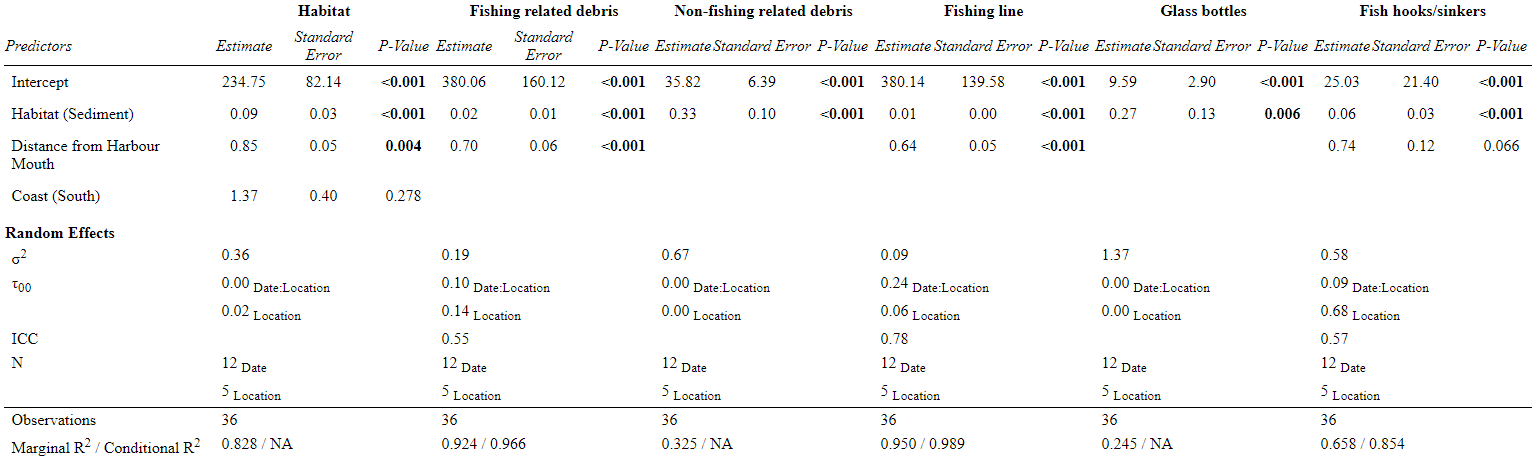 Habitat Fishing related debris Non-fishing related debris Fishing line Glass bottles Fish hooks/sinkers
Predictors Estimate Standard Error P-Value Estimate Standard Error P-Value Estimate Standard Error P-Value Estimate Standard Error P-Value Estimate Standard Error P-Value Estimate Standard Error P-Value
Intercept 234.75 82.14 <0.001 380.06 160.12 <0.001 35.82 6.39 <0.001 380.14 139.58 <0.001 9.59 2.90 <0.001 25.03 21.40 <0.001
Habitat (Sediment) 0.09 0.03 <0.001 0.02 0.01 <0.001 0.33 0.10 <0.001 0.01 0.00 <0.001 0.27 0.13 0.006 0.06 0.03 <0.001
Distance from Harbour Mouth 0.85 0.05 0.004 0.70 0.06 <0.001 0.64 0.05 <0.001 0.74 0.12 0.066
Coast (South) 1.37 0.40 0.278
Random Effects
σ2 0.36 0.19 0.67 0.09 1.37 0.58
τ00 0.00 Date:Location 0.10 Date:Location 0.00 Date:Location 0.24 Date:Location 0.00 Date:Location 0.09 Date:Location
0.02 Location 0.14 Location 0.00 Location 0.06 Location 0.00 Location 0.68 Location
ICC 0.55 0.78 0.57
N 12 Date 12 Date 12 Date 12 Date 12 Date 12 Date
5 Location 5 Location 5 Location 5 Location 5 Location 5 Location
Observations 36 36 36 36 36 36
Marginal R2 / Conditional R2 0.828 / NA 0.924 / 0.966 0.325 / NA 0.950 / 0.989 0.245 / NA 0.658 / 0.854